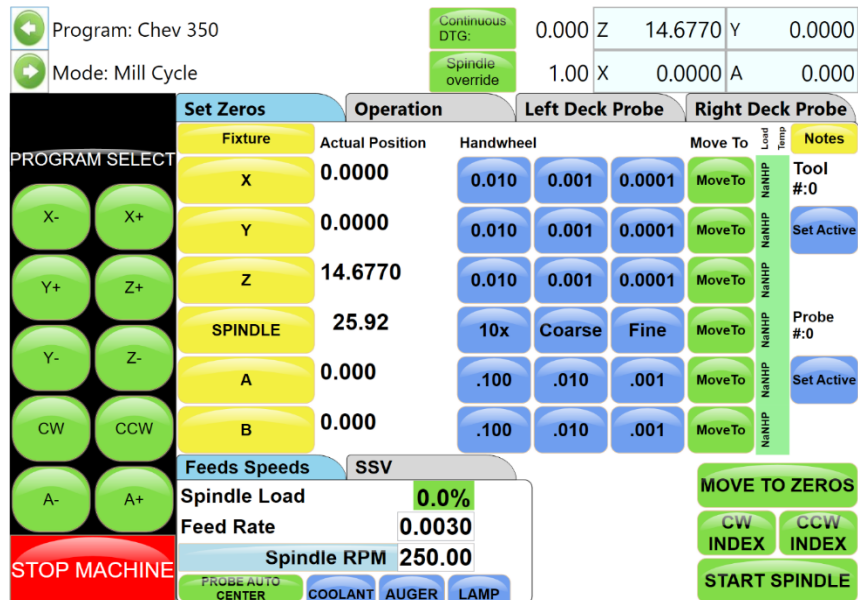 Program: Chev 350
Continuous DTG: 0.000 Z 14.6770 Y 0.0000
Mode: Mill Cycle
Spindle override 1.00 X 0.0000 A 0.000
Set Zeros Operation Left Deck Probe Right Deck Probe
PROGRAM SELECT
X- X+
Y+ Z+
Y- Z-
CW CCW
A- A+
STOP MACHINE
Fixture Actual Position Handwheel Move To Load Temp Notes
X 0.0000 0.010 0.001 0.0001 MoveTo NaNHP
Tool #:0
Y 0.0000 0.010 0.001 0.0001 MoveTo NaNHP Set Active
Z 14.6770 0.010 0.001 0.0001 MoveTo NaNHP
SPINDLE 25.92 10x Coarse Fine MoveTo NaNHP
Probe #:0
A 0.000 .100 .010 .001 MoveTo NaNHP Set Active
B 0.000 .100 .010 .001 MoveTo NaNHP
Feeds Speeds SSV
Spindle Load 0.0%
Feed Rate 0.0030
Spindle RPM 250.00
PROBE AUTO CENTER COOLANT AUGER LAMP
MOVE TO ZEROS
CW INDEX CCW INDEX
START SPINDLE